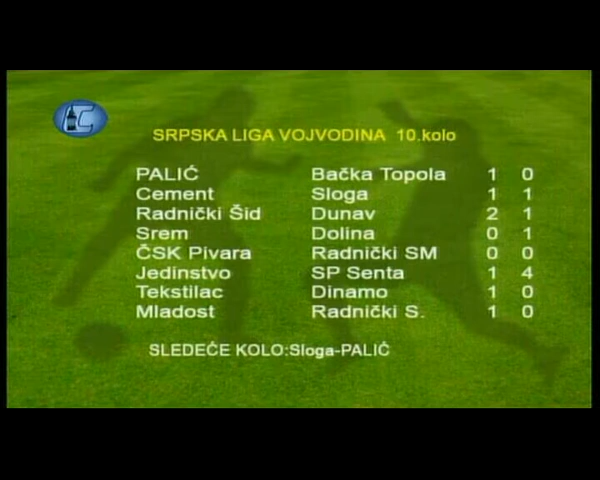 SRPSKA LIGA VOJVODINA 10.kolo
PALIĆ Bačka Topola 1 0
Cement Sloga 1 1
Radnički Šid Dunav 2 1
Srem Dolina 0 1
ČSK Pivara Radnički SM 0 0
Jedinstvo SP Senta 1 4
Tekstilac Dinamo 1 0
Mladost Radnički S. 1 0
SLEDEĆE KOLO:Sloga-PALIĆ